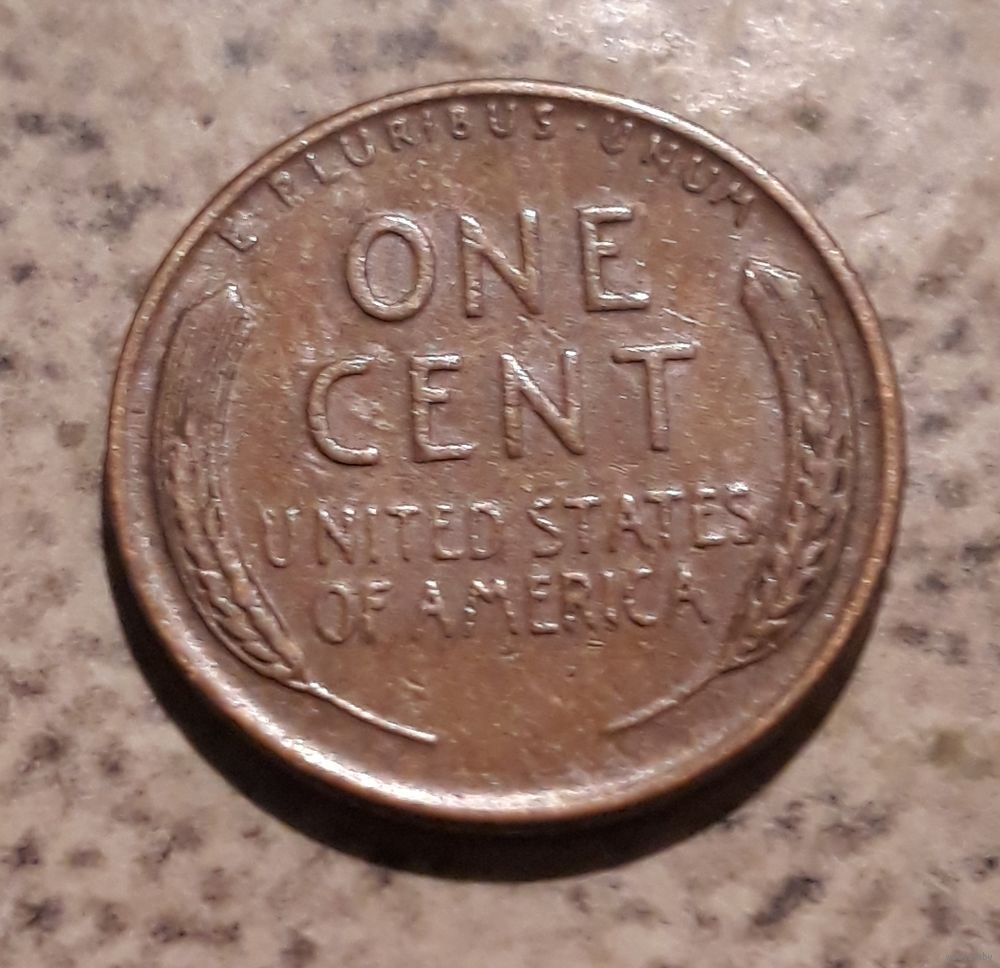 E PLURIBUS · UNUM
ONE
CENT
UNITED STATES
OF AMERICA